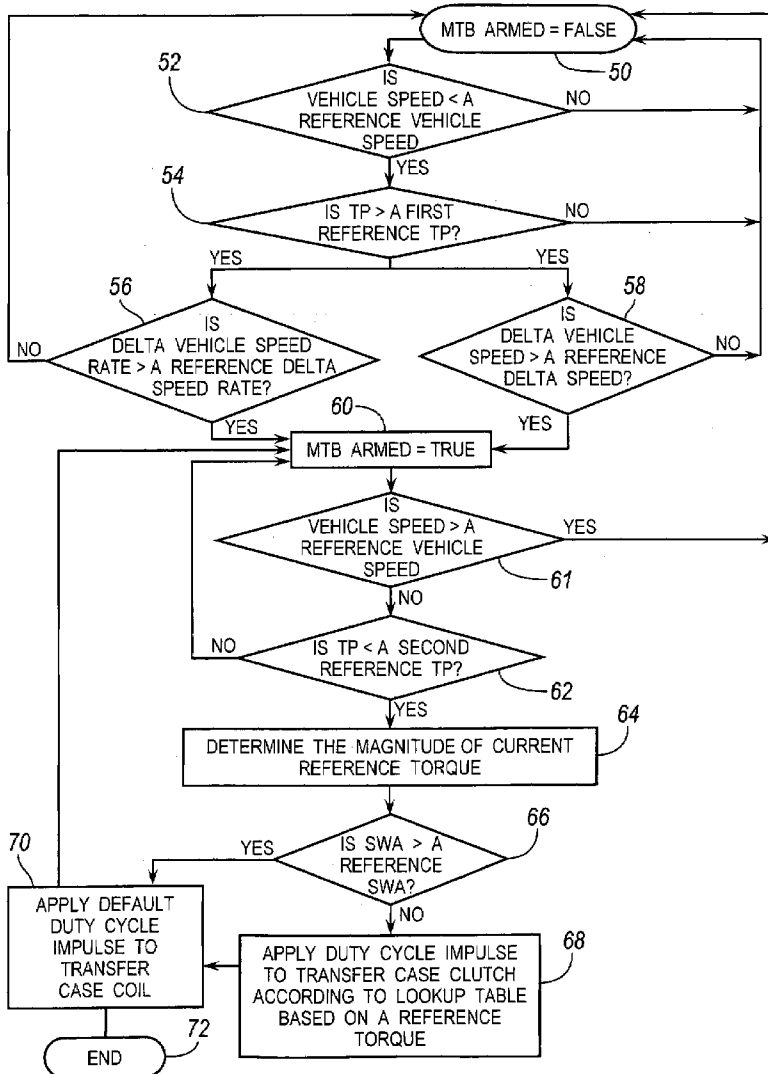 MTB ARMED = FALSE
50
52
IS
VEHICLE SPEED < A
REFERENCE VEHICLE
SPEED
NO
YES
54
IS TP > A FIRST
REFERENCE TP?
NO
YES
YES
56
IS
DELTA VEHICLE SPEED
RATE > A REFERENCE DELTA
SPEED RATE?
NO
YES
58
IS
DELTA VEHICLE
SPEED > A REFERENCE
DELTA SPEED?
NO
YES
60
MTB ARMED = TRUE
IS
VEHICLE SPEED > A
REFERENCE VEHICLE
SPEED
YES
61
NO
IS TP < A SECOND
REFERENCE TP?
NO
62
YES
64
DETERMINE THE MAGNITUDE OF CURRENT
REFERENCE TORQUE
66
IS SWA > A
REFERENCE
SWA?
YES
NO
70
APPLY DEFAULT
DUTY CYCLE
IMPULSE TO
TRANSFER
CASE COIL
APPLY DUTY CYCLE IMPULSE
TO TRANSFER CASE CLUTCH
ACCORDING TO LOOKUP TABLE
BASED ON A REFERENCE
TORQUE
68
72
END